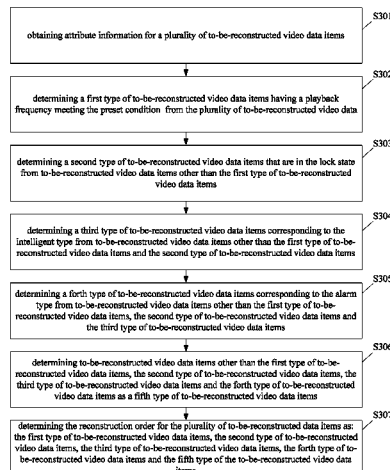 S301
obtaining attribute information for a plurality of to-be-reconstructed video data items
S302
determining a first type of to-be-reconstructed video data items having a playback
frequency meeting the preset condition from the plurality of to-be-reconstructed video data
S303
determining a second type of to-be-reconstructed video data items that are in the lock state
from to-be-reconstructed video data items other than the first type of to-be-reconstructed
video data items
S304
determining a third type of to-be-reconstructed video data items corresponding to the
intelligent type from to-be-reconstructed video data items other than the first type of to-be-
reconstructed video data items and the second type of to-be-reconstructed video data items
S305
determining a forth type of to-be-reconstructed video data items corresponding to the alarm
type from to-be-reconstructed video data items other than the first type of to-be-
reconstructed video data items, the second type of to-be-reconstructed video data items and
the third type of to-be-reconstructed video data items
S306
determining to-be-reconstructed video data items other than the first type of to-be-
reconstructed video data items, the second type of to-be-reconstructed video data items, the
third type of to-be-reconstructed video data items and the forth type of to-be-reconstructed
video data items as a fifth type of to-be-reconstructed video data items
S307
determining the reconstruction order for the plurality of to-be-reconstructed data items as:
the first type of to-be-reconstructed video data items, the second type of to-be-reconstructed
video data items, the third type of to-be-reconstructed video data items, the forth type of to-
be-reconstructed video data items and the fifth type of the to-be-reconstructed video data
items